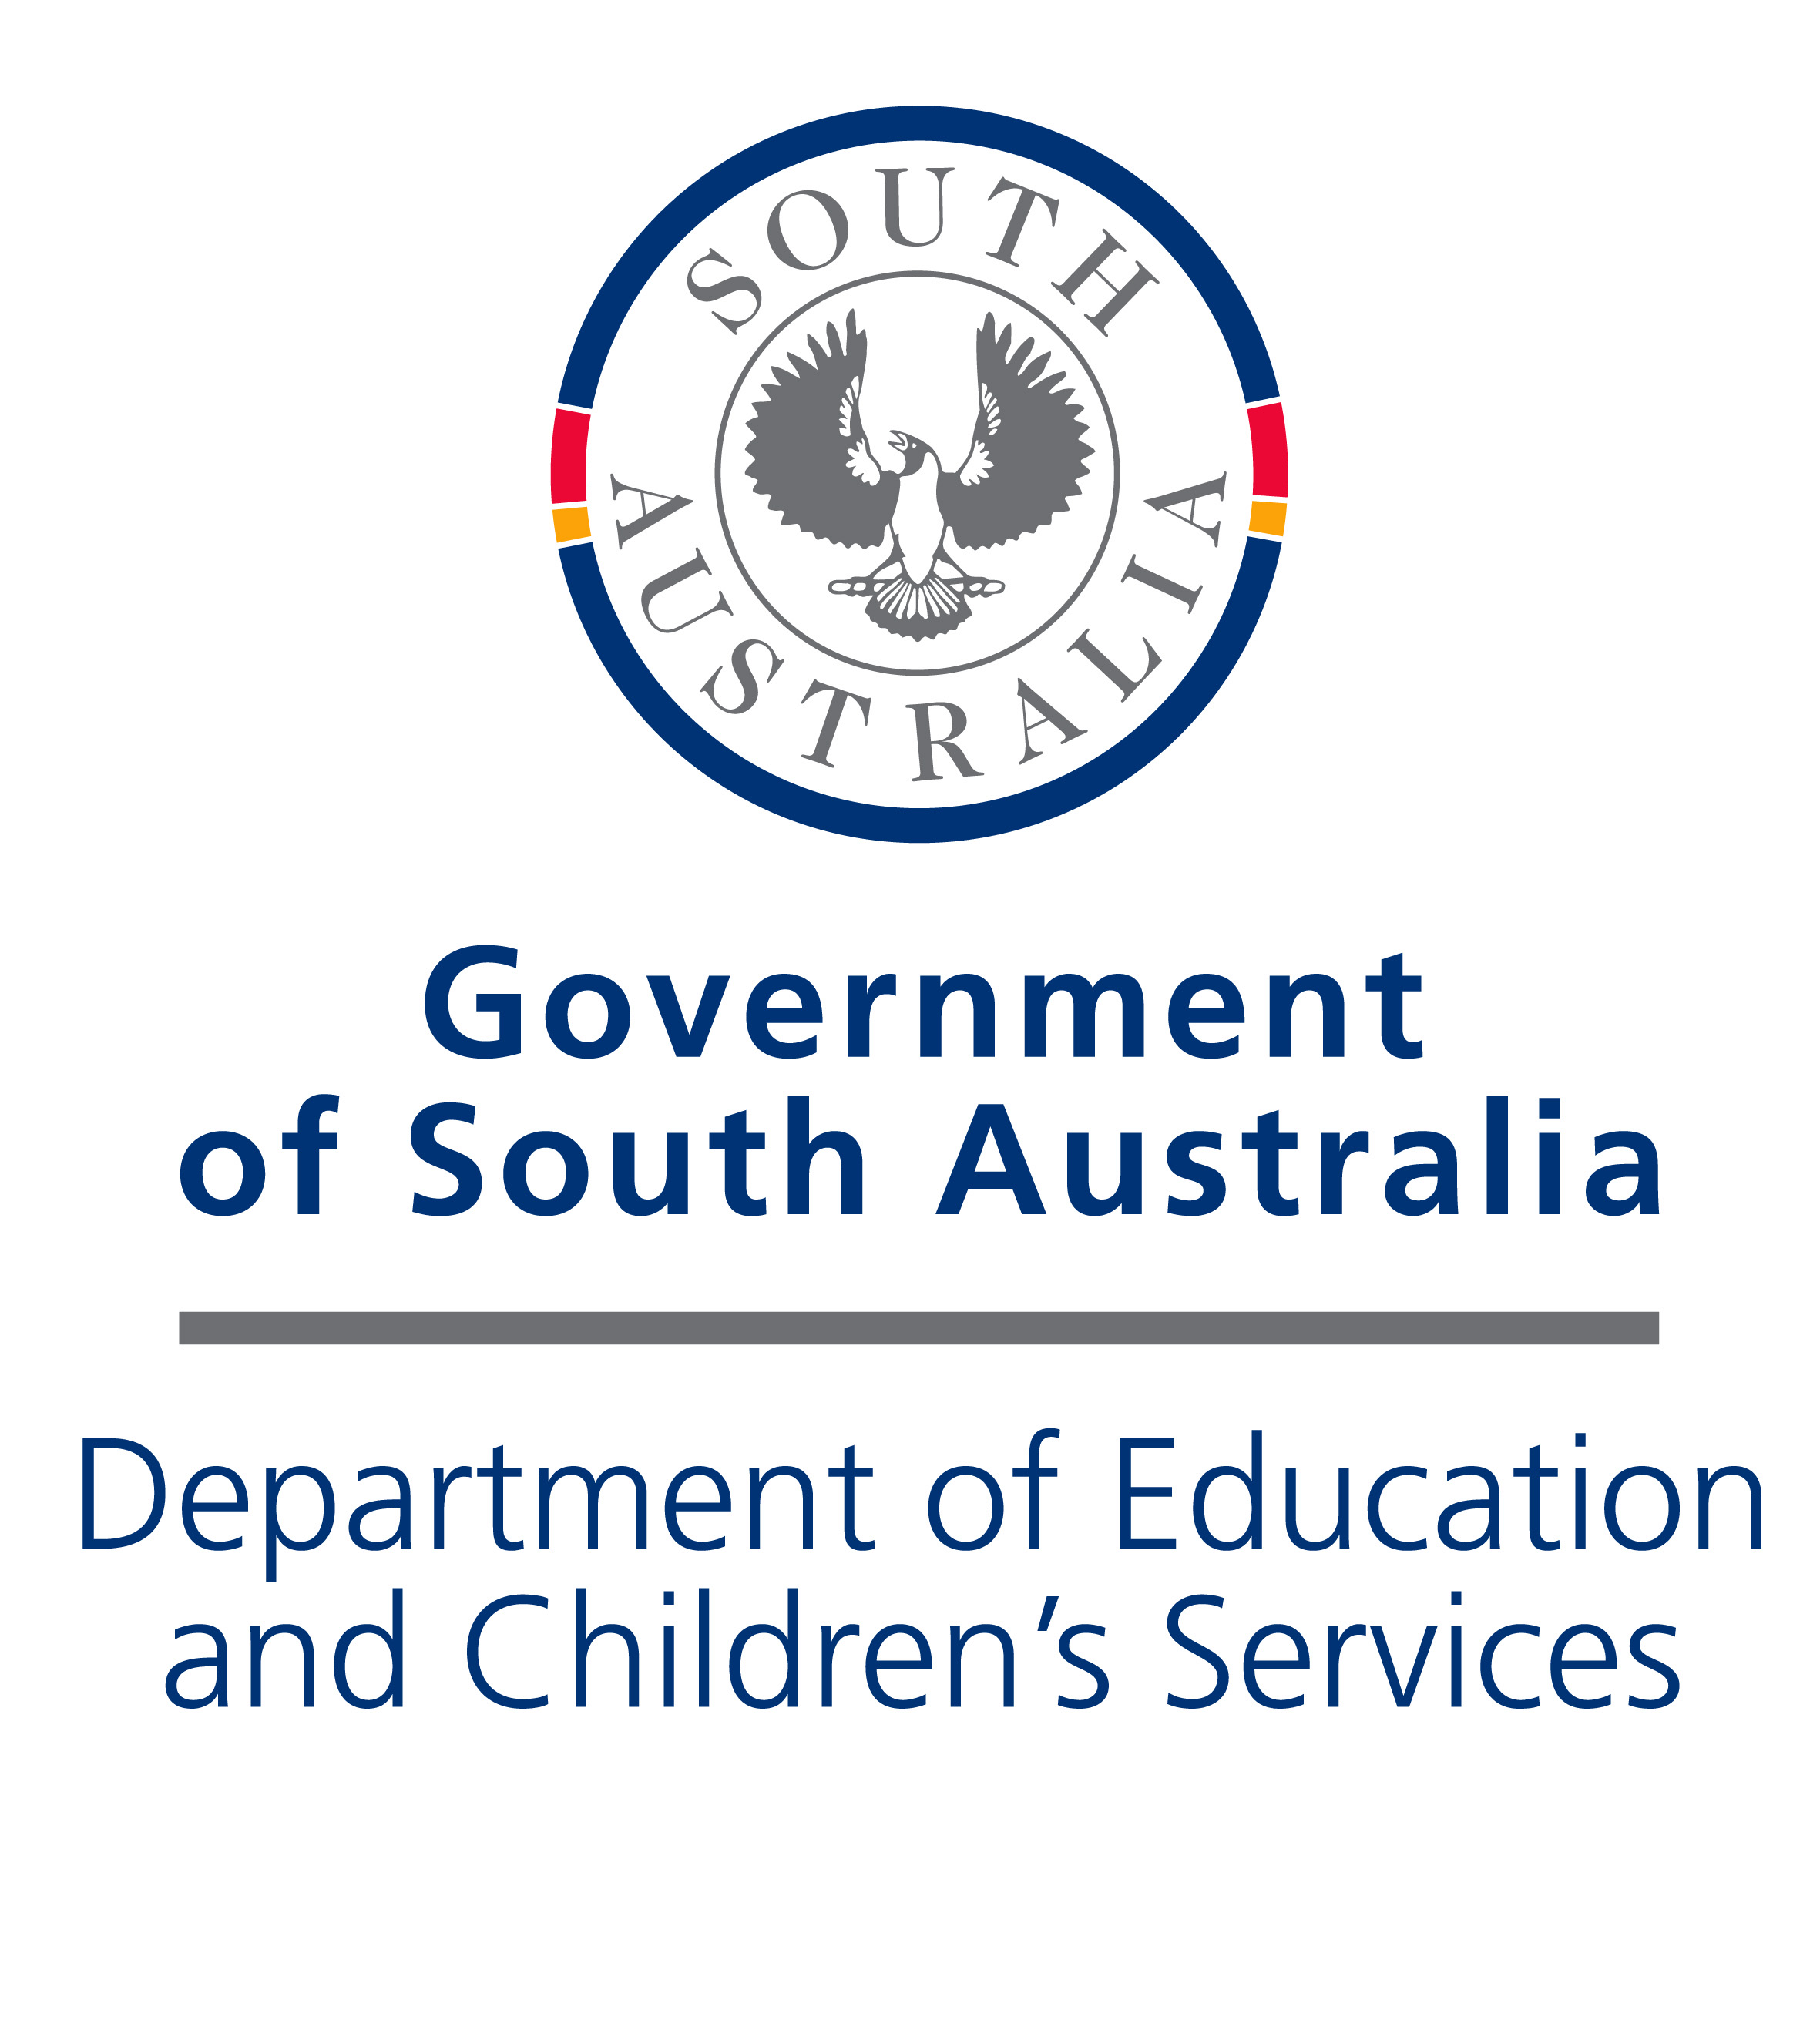 SOUTH
AUSTRALIA
Government
of South Australia
Department of Education
and Children’s Services